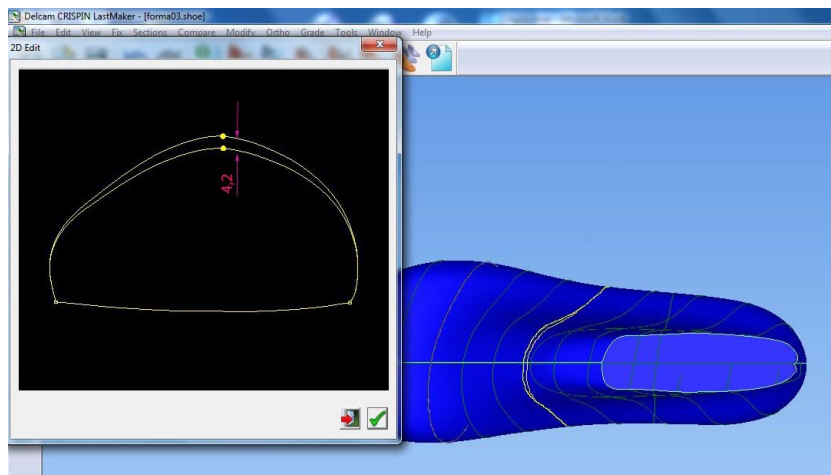 Delcam CRISPIN LastMaker - [forma03.shoe]
File Edit View Fix Sections Compare Modify Ortho Grade Tools Window Help
2D Edit
4,2